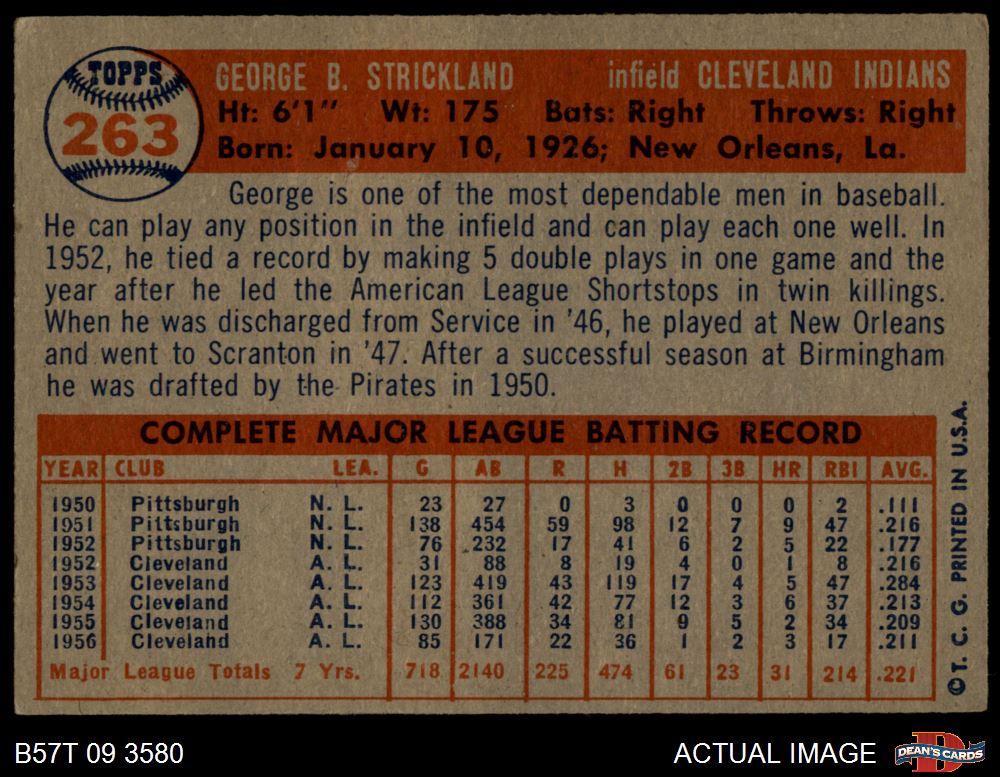 TOPPS
263
GEORGE B. STRICKLAND infield CLEVELAND INDIANS
Ht: 6'1" Wt: 175 Bats: Right Throws: Right
Born: January 10, 1926; New Orleans, La.
George is one of the most dependable men in baseball.
He can play any position in the infield and can play each one well. In
1952, he tied a record by making 5 double plays in one game and the
year after he led the American League Shortstops in twin killings.
When he was discharged from Service in '46, he played at New Orleans
and went to Scranton in '47. After a successful season at Birmingham
he was drafted by the Pirates in 1950.
COMPLETE MAJOR LEAGUE BATTING RECORD
YEAR CLUB LEA. G AB R H 2B 3B HR RBI AVG.
1950 Pittsburgh N. L. 23 27 0 3 0 0 0 2 .111
1951 Pittsburgh N. L. 138 454 59 98 12 7 9 47 .216
1952 Pittsburgh N. L. 76 232 17 41 6 2 5 22 .177
1952 Cleveland A. L. 31 88 8 19 4 0 1 8 .216
1953 Cleveland A. L. 123 419 43 119 17 4 5 47 .284
1954 Cleveland A. L. 112 361 42 77 12 3 6 37 .213
1955 Cleveland A. L. 130 388 34 81 9 5 2 34 .209
1956 Cleveland A. L. 85 171 22 36 1 2 3 17 .211
Major League Totals 7 Yrs. 718 2140 225 474 61 23 31 214 .221
© T. C. G. PRINTED IN U.S.A.
B57T 09 3580 ACTUAL IMAGE
D
DEAN'S CARDS